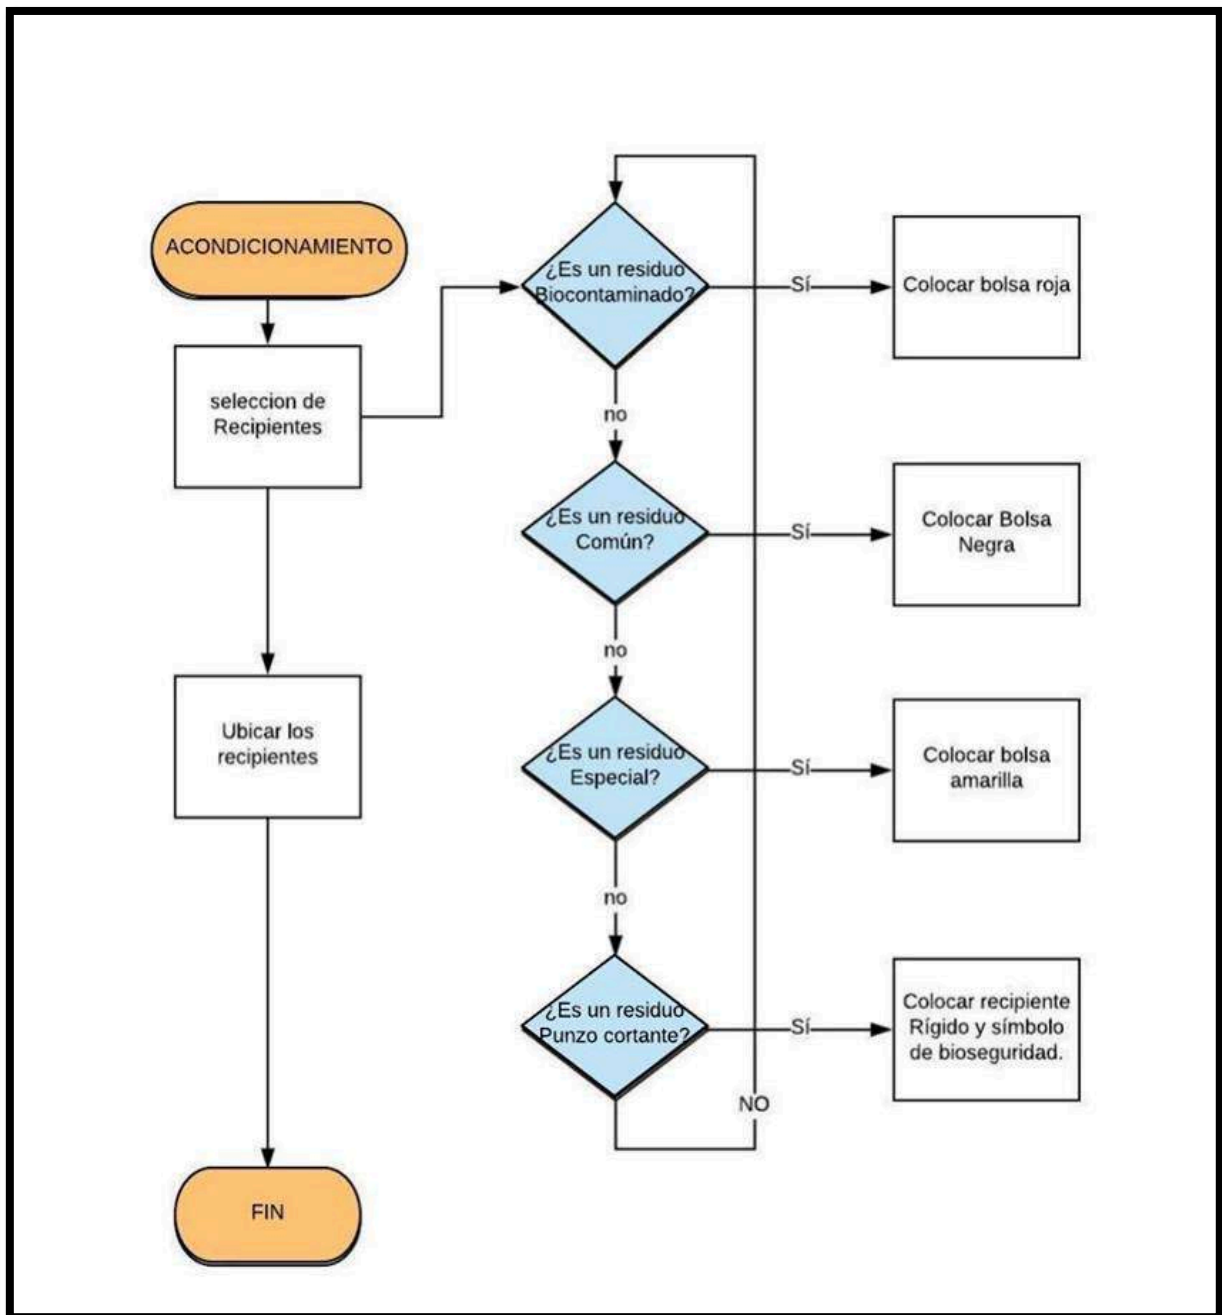 ACONDICIONAMIENTO
seleccion de
Recipientes
Ubicar los
recipientes
FIN
¿Es un residuo
Biocontaminado?
Sí
Colocar bolsa roja
no
¿Es un residuo
Común?
Sí
Colocar Bolsa
Negra
no
¿Es un residuo
Especial?
Sí
Colocar bolsa
amarilla
no
¿Es un residuo
Punzo cortante?
Sí
Colocar recipiente
Rígido y símbolo
de bioseguridad.
NO